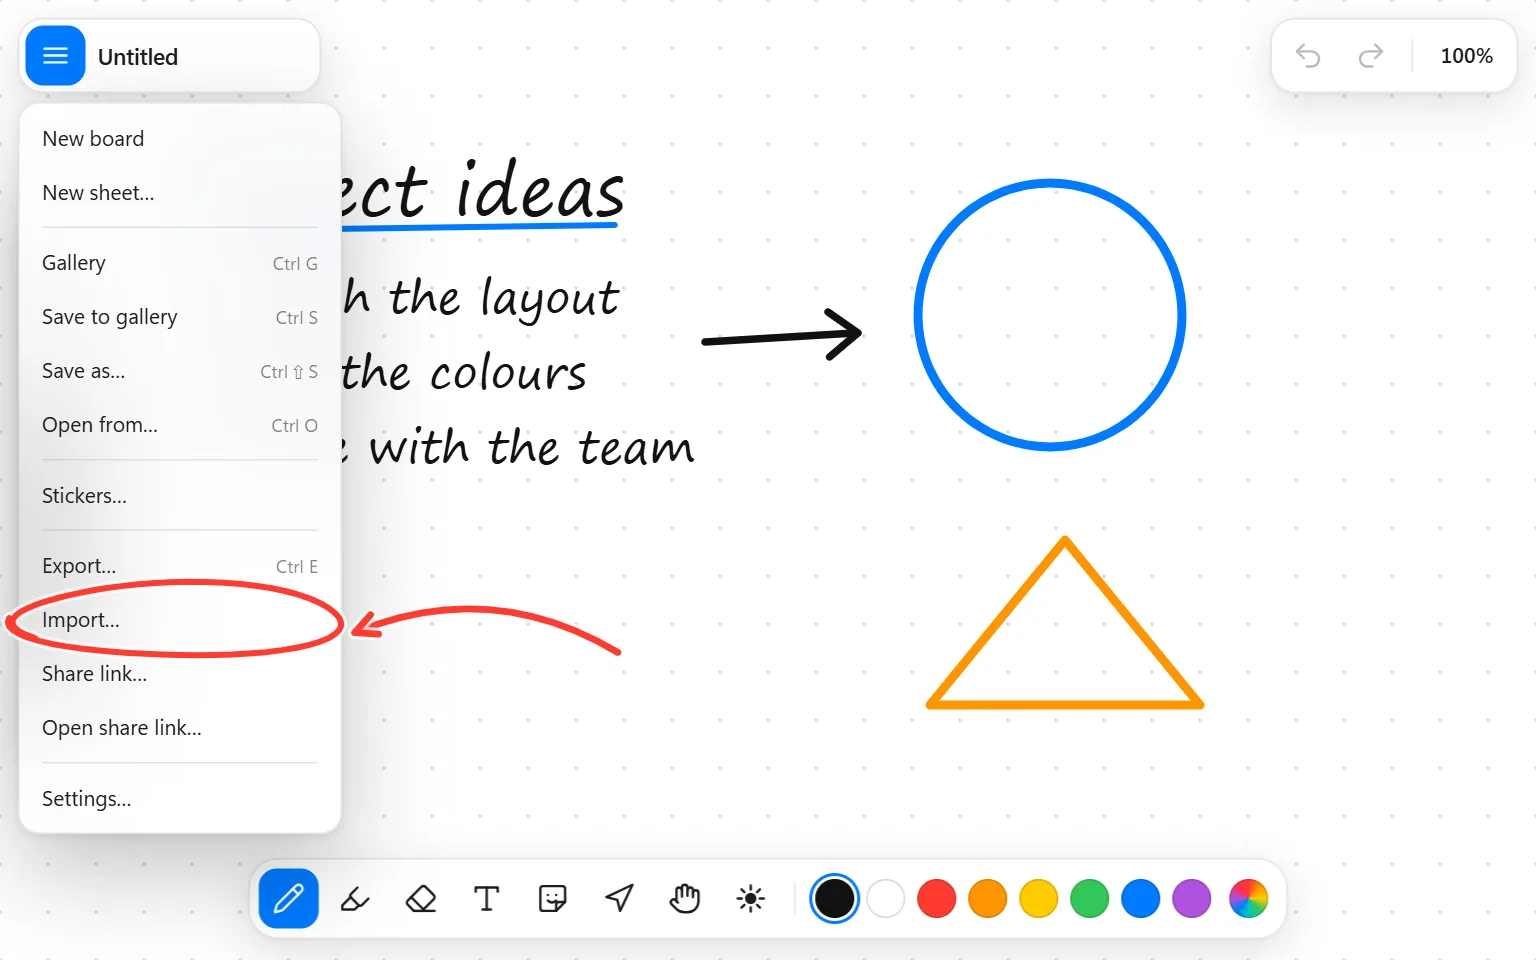 Untitled
100%
New board
New sheet...
Gallery Ctrl G
Save to gallery Ctrl S
Save as... Ctrl ⇧ S
Open from... Ctrl O
Stickers...
Export... Ctrl E
Import...
Share link...
Open share link...
Settings...
ect ideas
h the layout
the colours
e with the team